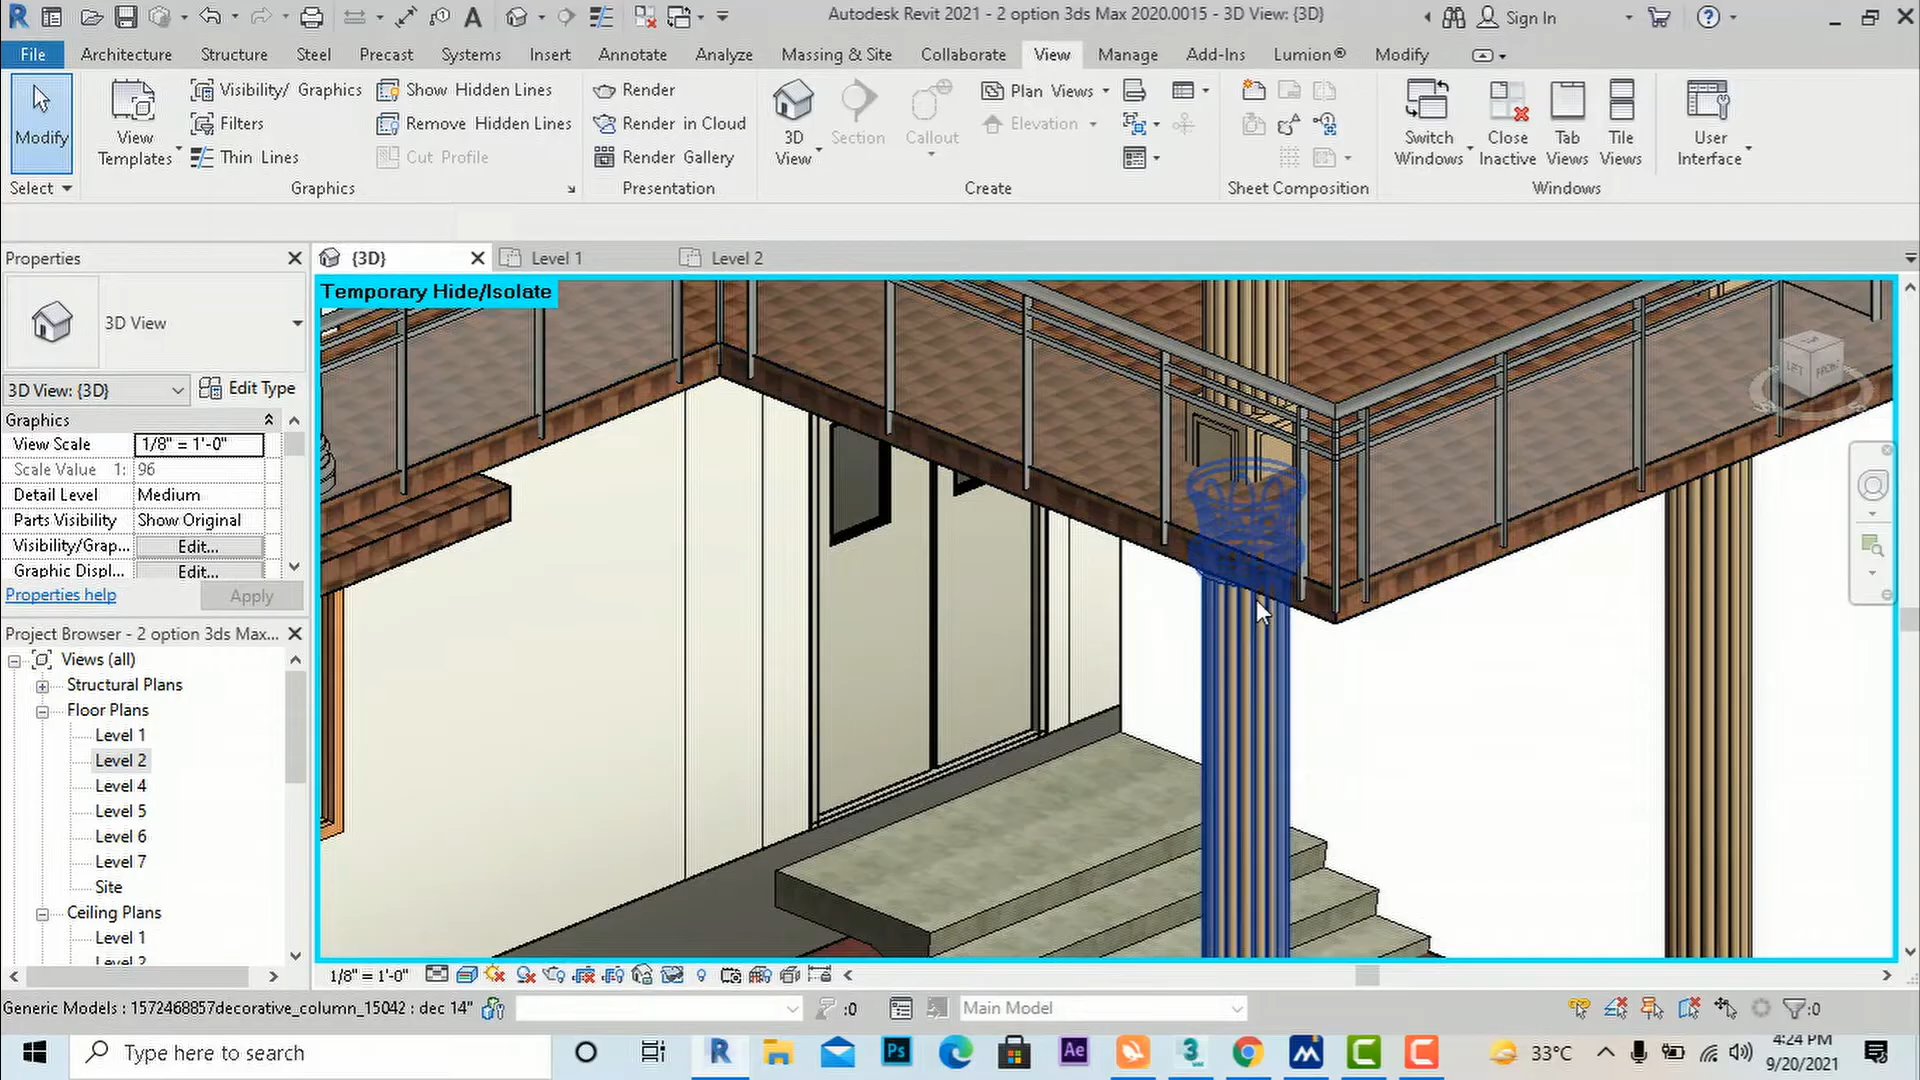 Autodesk Revit 2021 - 2 option 3ds Max 2020.0015 - 3D View: {3D}
Sign In
File Architecture Structure Steel Precast Systems Insert Annotate Analyze Massing & Site Collaborate View Manage Add-Ins Lumion® Modify
Modify
View Templates
Visibility/ Graphics
Filters
Thin Lines
Show Hidden Lines
Remove Hidden Lines
Cut Profile
Render
Render in Cloud
Render Gallery
3D View
Section
Callout
Plan Views
Elevation
Switch Windows
Close Inactive
Tab Views
Tile Views
User Interface
Select Graphics Presentation Create Sheet Composition Windows
Properties
{3D} Level 1 Level 2
Temporary Hide/Isolate
3D View
3D View: {3D} Edit Type
Graphics
View Scale 1/8" = 1'-0"
Scale Value 1: 96
Detail Level Medium
Parts Visibility Show Original
Visibility/Grap... Edit...
Graphic Displ... Edit...
Properties help Apply
Project Browser - 2 option 3ds Max...
Views (all)
Structural Plans
Floor Plans
Level 1
Level 2
Level 4
Level 5
Level 6
Level 7
Site
Ceiling Plans
Level 1
Level 2
LEFT FRONT
1/8" = 1'-0"
Generic Models : 1572468857decorative_column_15042 : dec 14"
:0
Main Model
:0
Type here to search
Ps
Ae
33°C
4:24 PM
9/20/2021